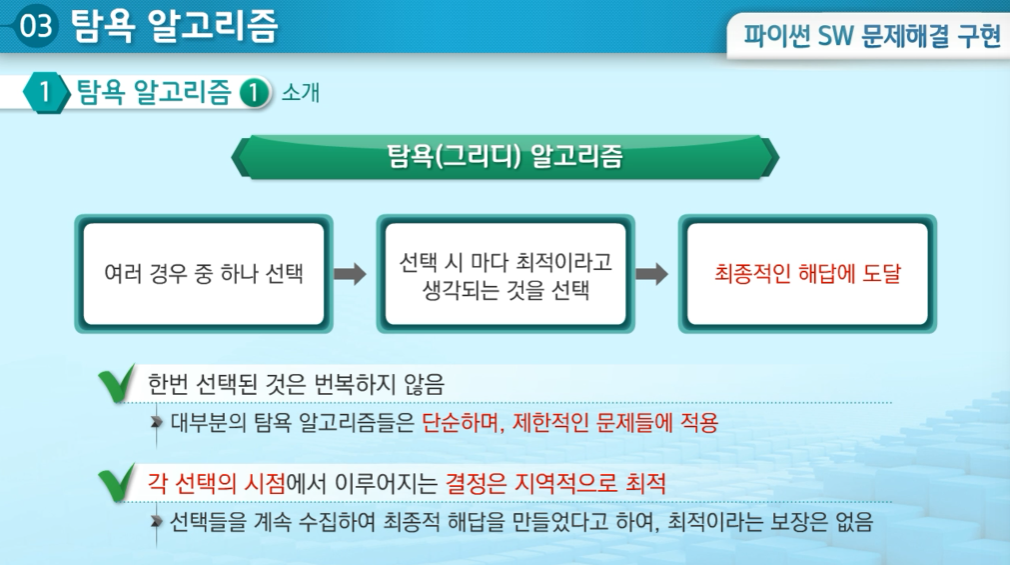 03 탐욕 알고리즘
파이썬 SW 문제해결 구현
1 탐욕 알고리즘 1 소개
탐욕(그리디) 알고리즘
여러 경우 중 하나 선택
선택 시 마다 최적이라고
생각되는 것을 선택
최종적인 해답에 도달
한번 선택된 것은 번복하지 않음
대부분의 탐욕 알고리즘들은 단순하며, 제한적인 문제들에 적용
각 선택의 시점에서 이루어지는 결정은 지역적으로 최적
선택들을 계속 수집하여 최종적 해답을 만들었다고 하여, 최적이라는 보장은 없음